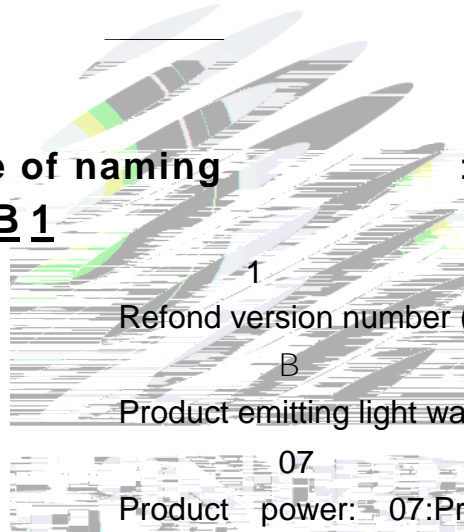 e of naming
B 1
1
Refond version number (
B
Product emitting light wa
07
Product power: 07:Pr